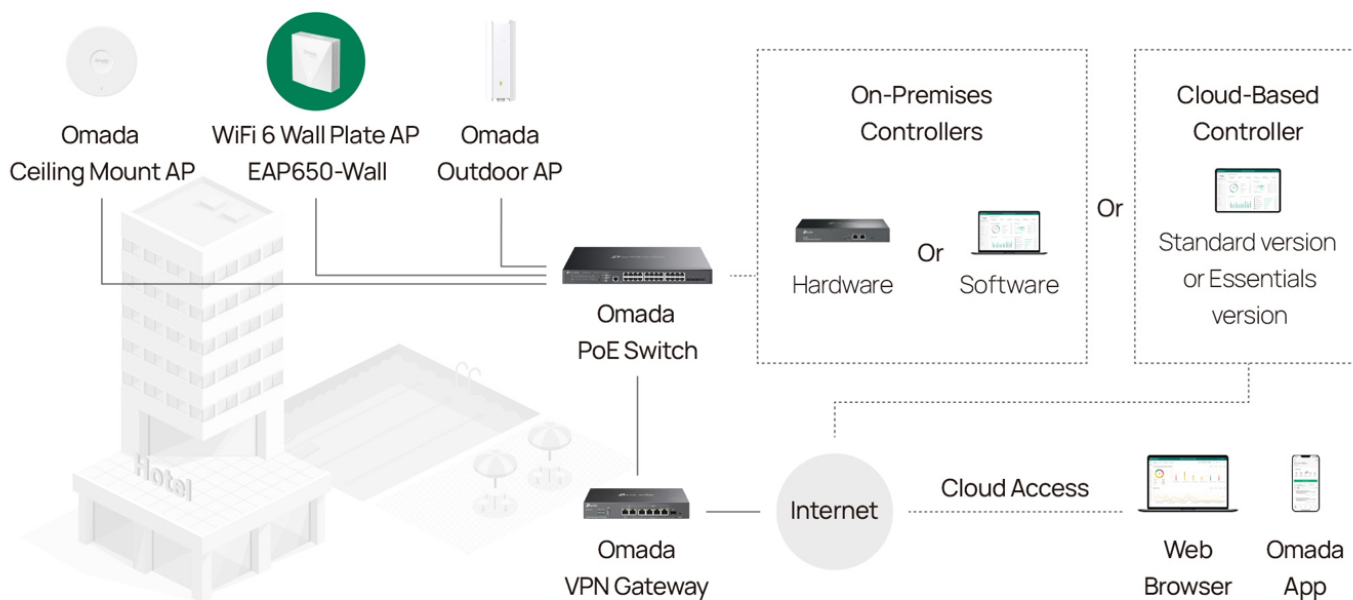 Omada
Ceiling Mount AP
WiFi 6 Wall Plate AP
EAP650-Wall
Omada
Outdoor AP
Omada
PoE Switch
On-Premises
Controllers
Hardware
Or
Software
Or
Cloud-Based
Controller
Standard version
or Essentials
version
Hotel
Omada
VPN Gateway
Internet
Cloud Access
Web
Browser
Omada
App